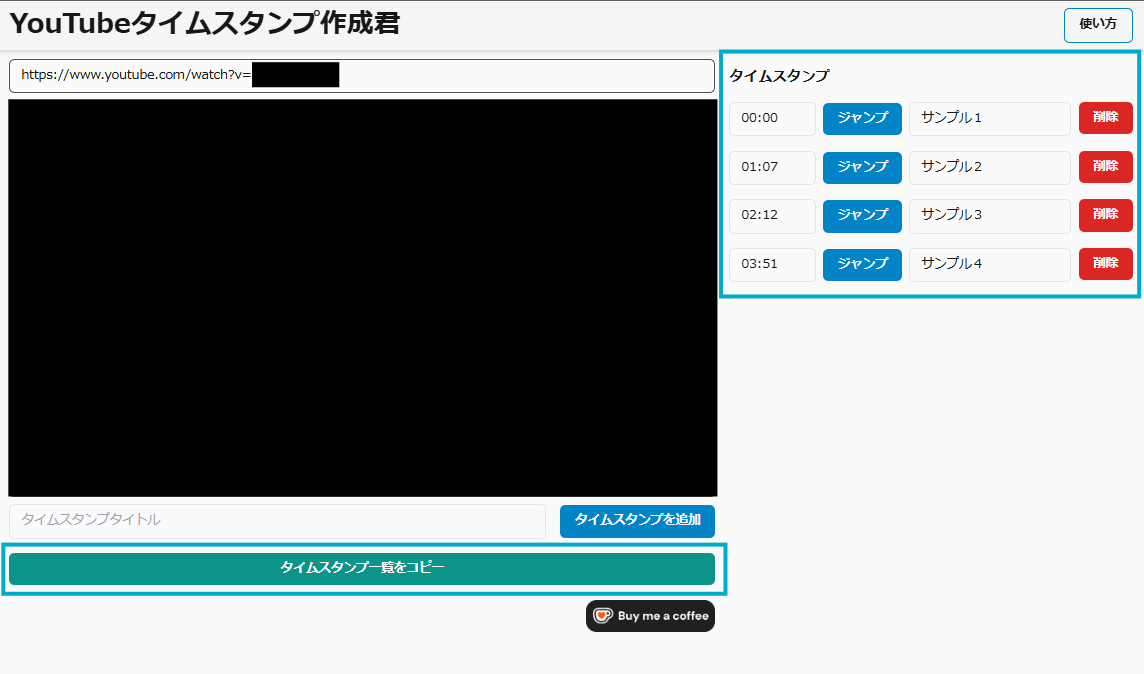 YouTubeタイムスタンプ作成君
使い方
https://www.youtube.com/watch?v=
タイムスタンプ
00:00 ジャンプ サンプル1 削除
01:07 ジャンプ サンプル2 削除
02:12 ジャンプ サンプル3 削除
03:51 ジャンプ サンプル4 削除
タイムスタンプタイトル
タイムスタンプを追加
タイムスタンプ一覧をコピー
Buy me a coffee